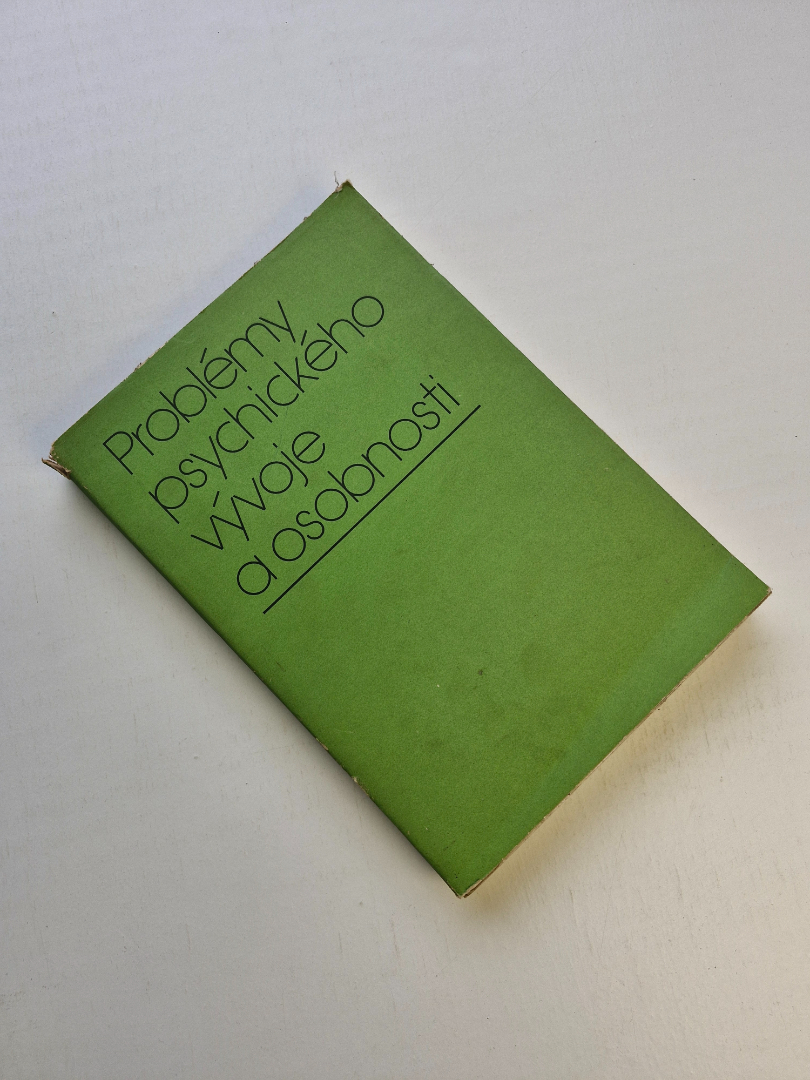 Problémy
psychického
vývoje
a osobnosti